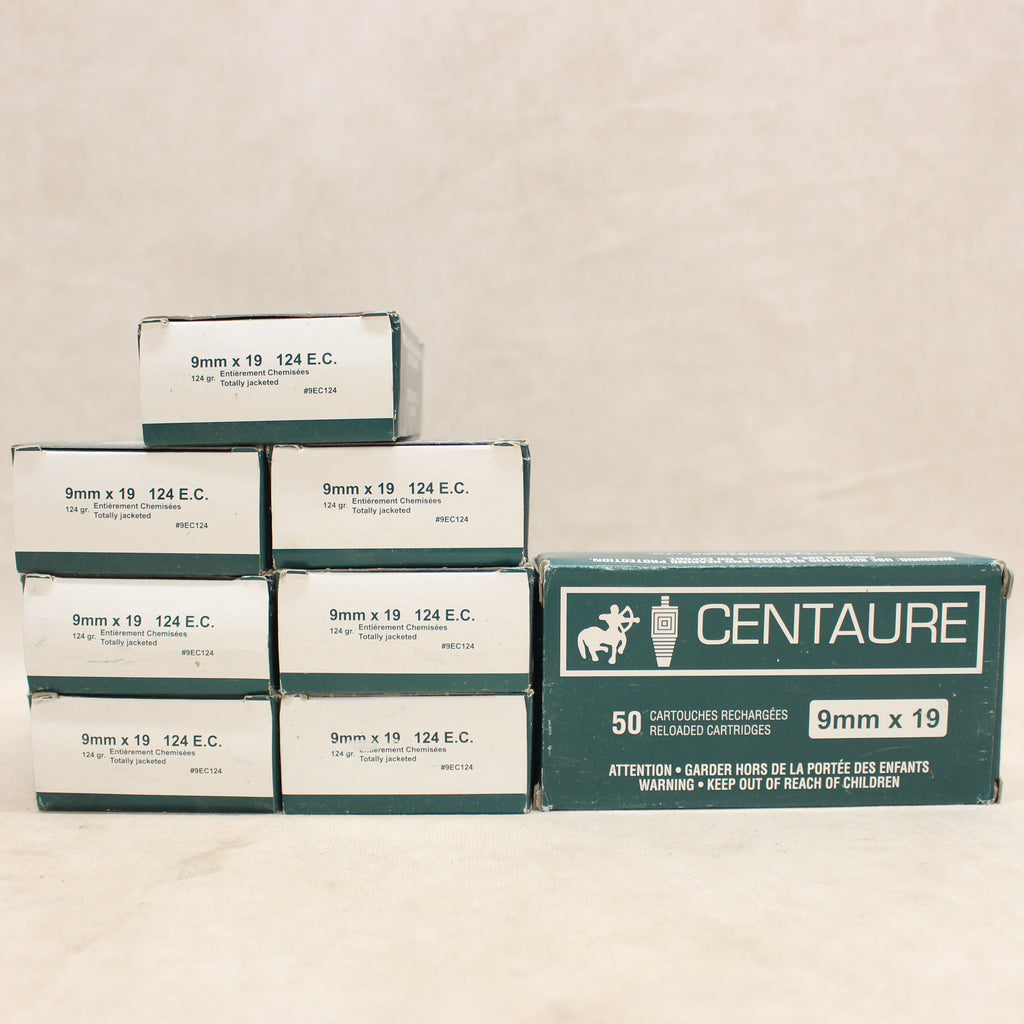 9mm x 19 124 E.C.
124 gr. Entièrement Chemisées
Totally jacketed
#9EC124
9mm x 19 124 E.C.
124 gr. Entièrement Chemisées
Totally jacketed
#9EC124
9mm x 19 124 E.C.
124 gr. Entièrement Chemisées
Totally jacketed
#9EC124
9mm x 19 124 E.C.
124 gr. Entièrement Chemisées
Totally jacketed
#9EC124
9mm x 19 124 E.C.
124 gr. Entièrement Chemisées
Totally jacketed
#9EC124
9mm x 19 124 E.C.
124 gr. Entièrement Chemisées
Totally jacketed
#9EC124
9mm x 19 124 E.C.
124 gr. Entièrement Chemisées
Totally jacketed
#9EC124
CENTAURE
50 CARTOUCHES RECHARGÉES
RELOADED CARTRIDGES
9mm x 19
ATTENTION • GARDER HORS DE LA PORTÉE DES ENFANTS
WARNING • KEEP OUT OF REACH OF CHILDREN